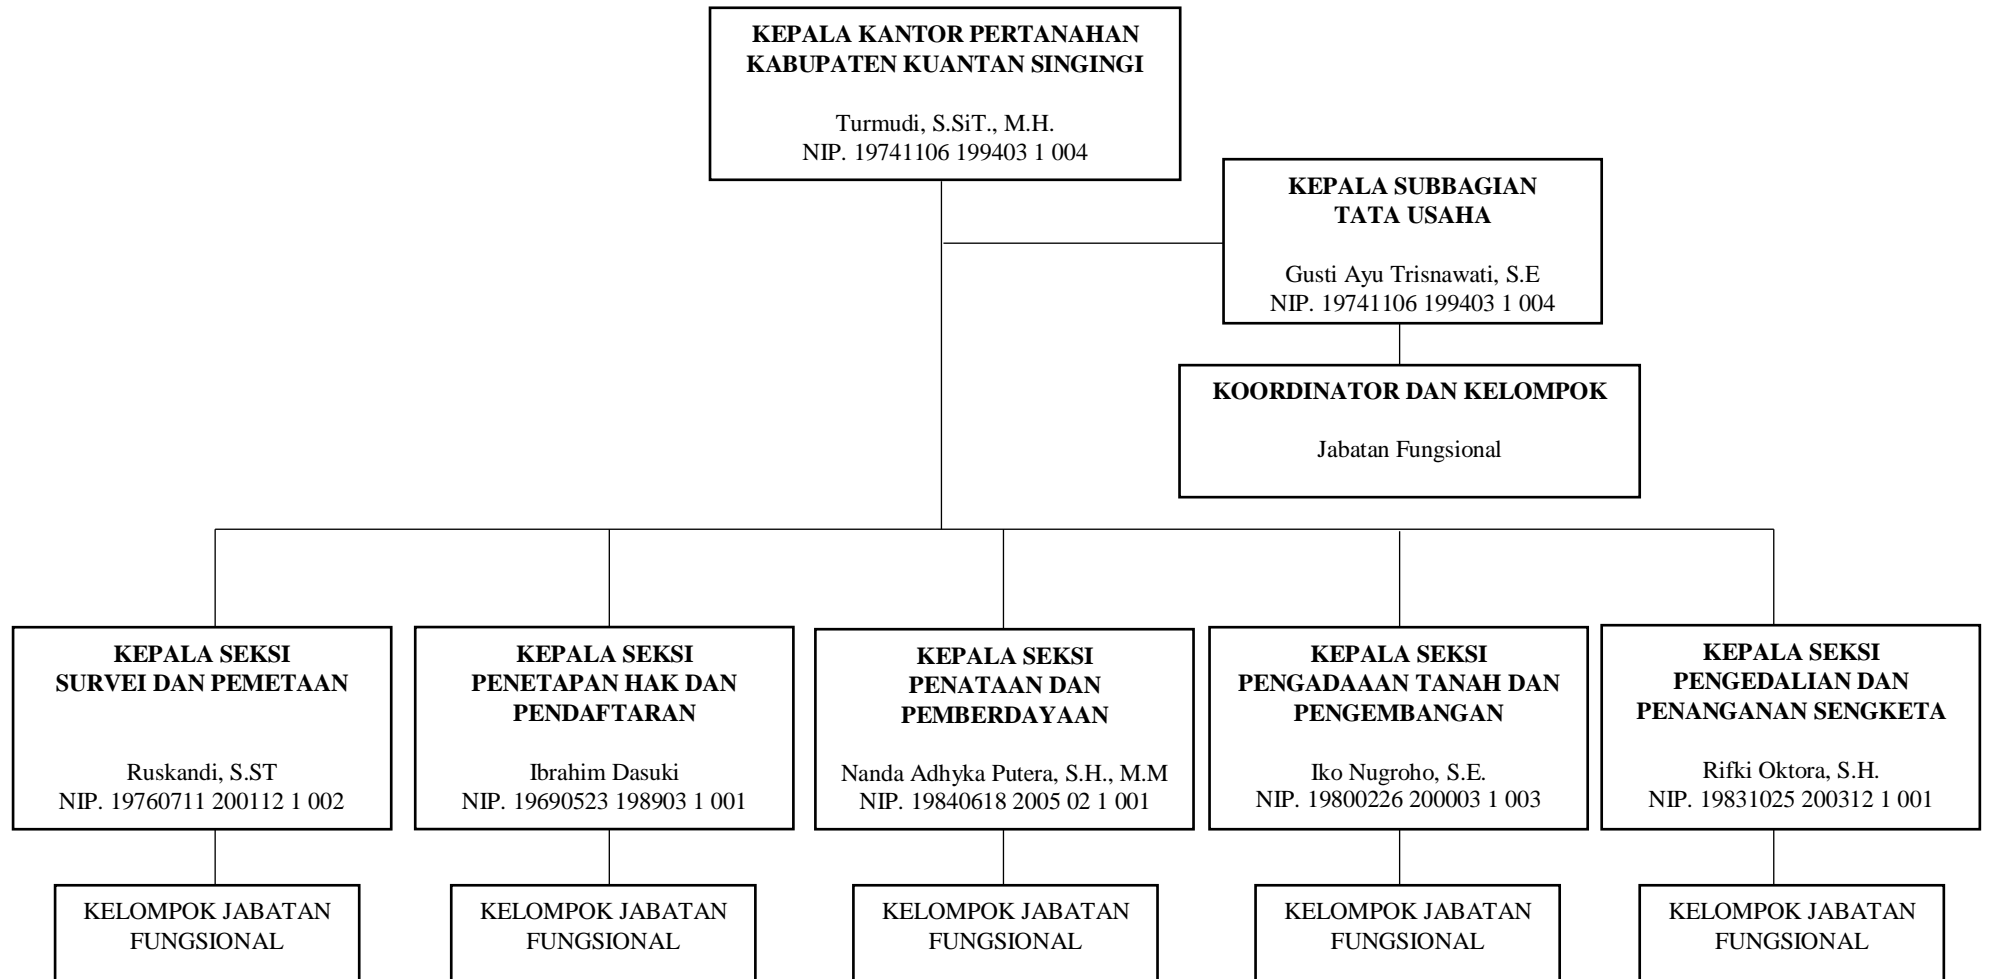 KEPALA KANTOR PERTANAHAN
KABUPATEN KUANTAN SINGINGI
Turmudi, S.SiT., M.H.
NIP. 19741106 199403 1 004
KEPALA SUBBAGIAN
TATA USAHA
Gusti Ayu Trisnawati, S.E
NIP. 19741106 199403 1 004
KOORDINATOR DAN KELOMPOK
Jabatan Fungsional
KEPALA SEKSI
SURVEI DAN PEMETAAN
Ruskandi, S.ST
NIP. 19760711 200112 1 002
KEPALA SEKSI
PENETAPAN HAK DAN
PENDAFTARAN
Ibrahim Dasuki
NIP. 19690523 198903 1 001
KEPALA SEKSI
PENATAAN DAN
PEMBERDAYAAN
Nanda Adhyka Putera, S.H., M.M
NIP. 19840618 2005 02 1 001
KEPALA SEKSI
PENGADAAAN TANAH DAN
PENGEMBANGAN
Iko Nugroho, S.E.
NIP. 19800226 200003 1 003
KEPALA SEKSI
PENGEDALIAN DAN
PENANGANAN SENGKETA
Rifki Oktora, S.H.
NIP. 19831025 200312 1 001
KELOMPOK JABATAN
FUNGSIONAL
KELOMPOK JABATAN
FUNGSIONAL
KELOMPOK JABATAN
FUNGSIONAL
KELOMPOK JABATAN
FUNGSIONAL
KELOMPOK JABATAN
FUNGSIONAL